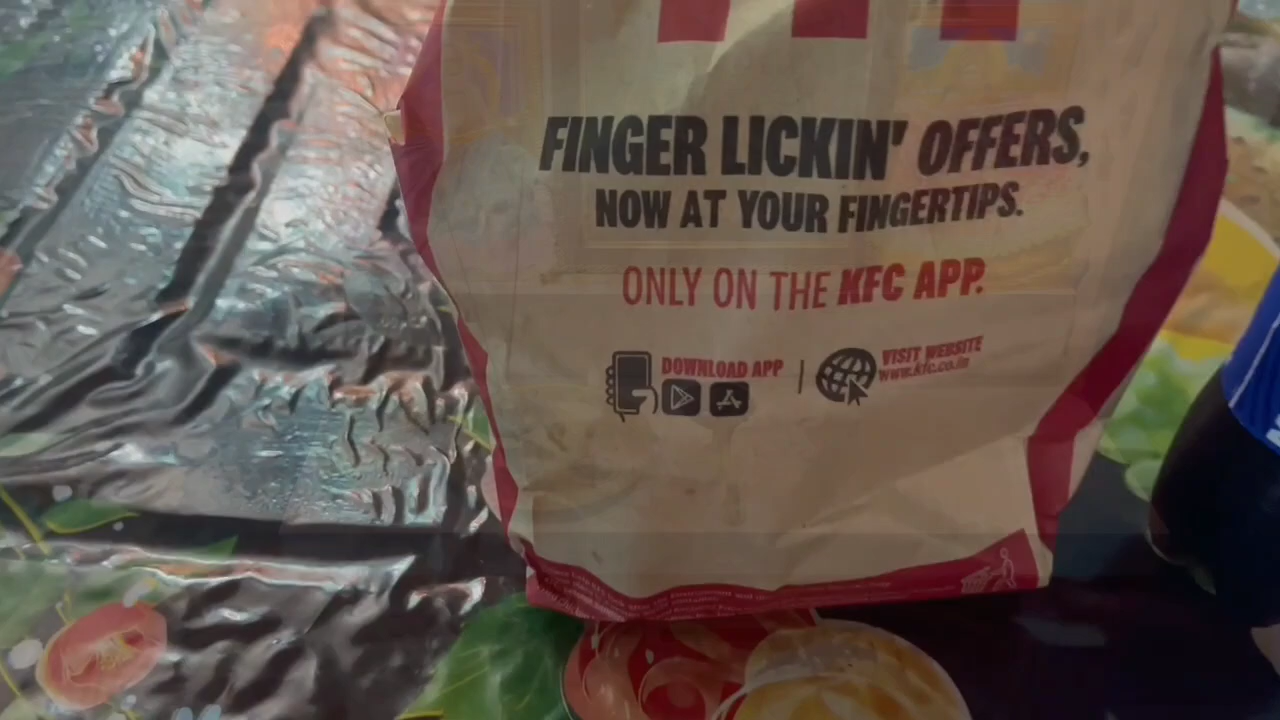 FINGER LICKIN' OFFERS,
NOW AT YOUR FINGERTIPS.
ONLY ON THE KFC APP.
DOWNLOAD APP
VISIT WEBSITE
www.kfc.co.in